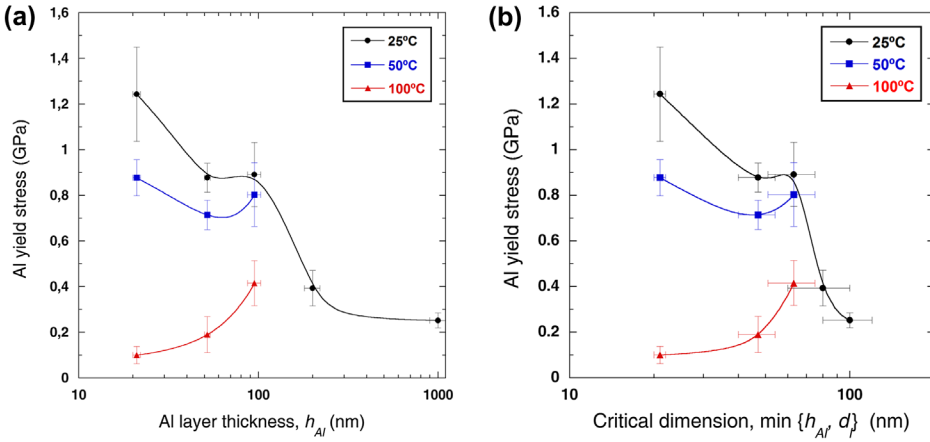 (a)
1,6
1,4
1,2
1
0,8
0,6
0,4
0,2
0
Al yield stress (GPa)
25ºC
50ºC
100ºC
10
100
1000
Al layer thickness, hAl (nm)
(b)
1.6
1.4
1.2
1
0.8
0.6
0.4
0.2
0
Al yield stress (GPa)
25ºC
50ºC
100ºC
10
100
Critical dimension, min {hAl, dI} (nm)